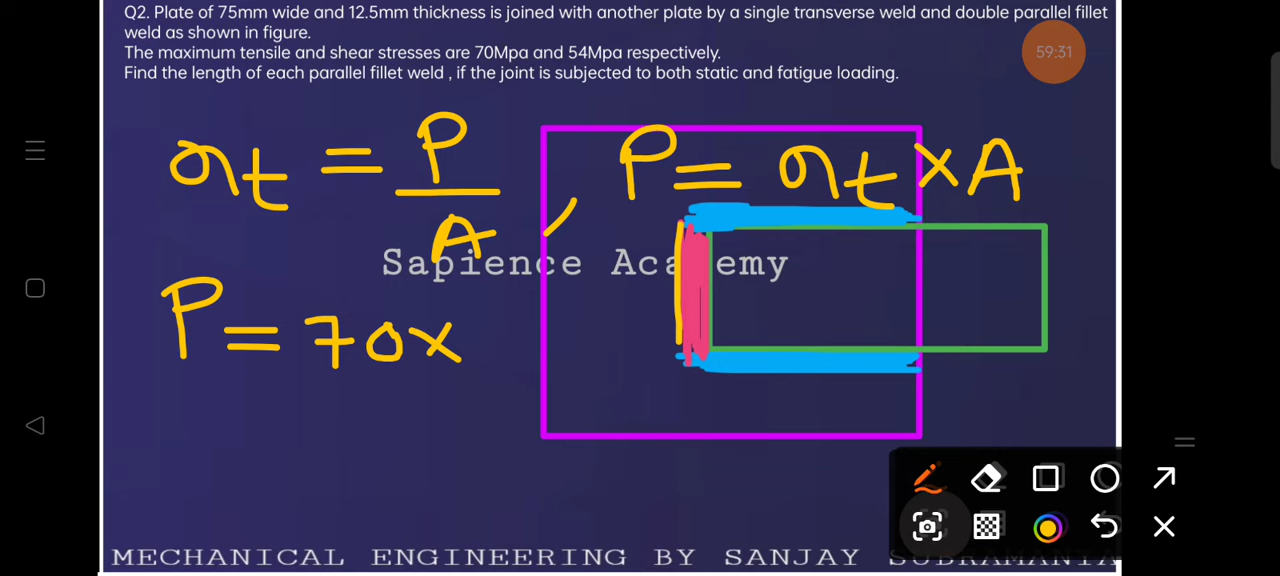 Q2. Plate of 75mm wide and 12.5mm thickness is joined with another plate by a single transverse weld and double parallel fillet
weld as shown in figure.
The maximum tensile and shear stresses are 70Mpa and 54Mpa respectively.
Find the length of each parallel fillet weld , if the joint is subjected to both static and fatigue loading.
59:31
σt = P/A , P = σt × A
Sapience Academy
P = 70×
MECHANICAL ENGINEERING BY SANJAY SUBRAMANIA